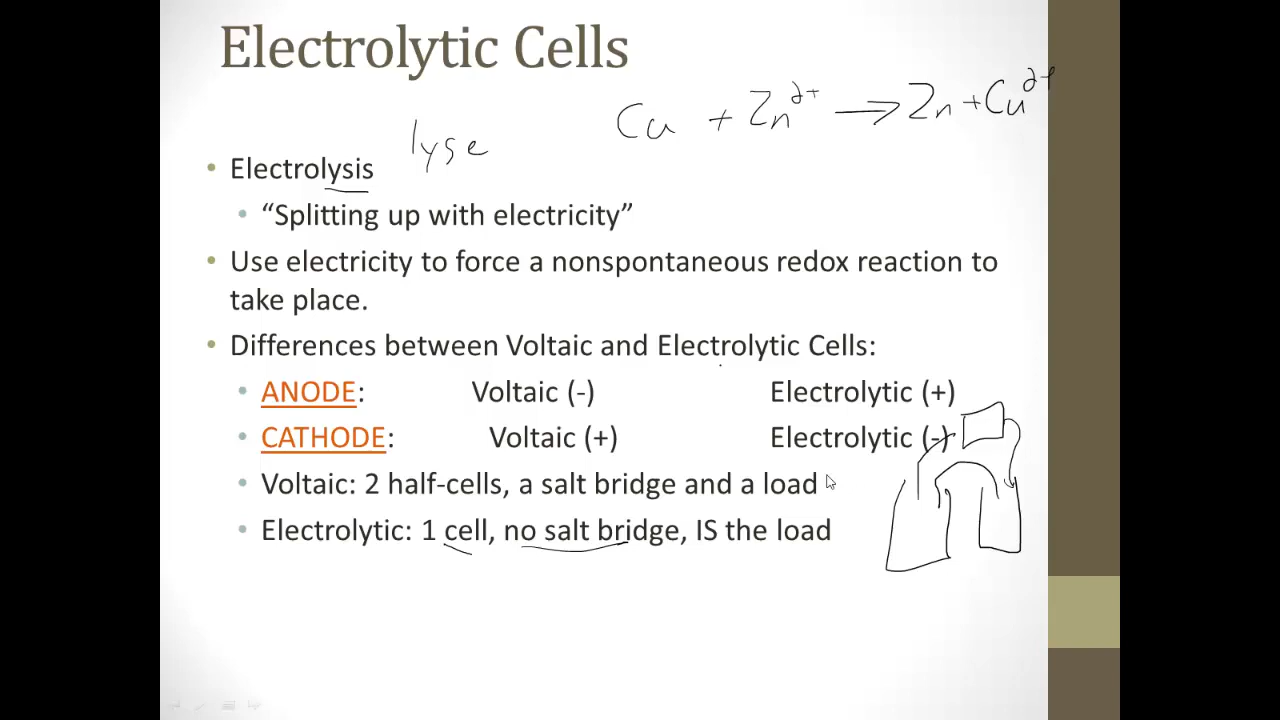 Electrolytic Cells
Cu + Zn²⁺ → Zn + Cu²⁺
lyse
• Electrolysis
• “Splitting up with electricity”
• Use electricity to force a nonspontaneous redox reaction to
take place.
• Differences between Voltaic and Electrolytic Cells:
• ANODE: Voltaic (-) Electrolytic (+)
• CATHODE: Voltaic (+) Electrolytic (-)
• Voltaic: 2 half-cells, a salt bridge and a load
• Electrolytic: 1 cell, no salt bridge, IS the load